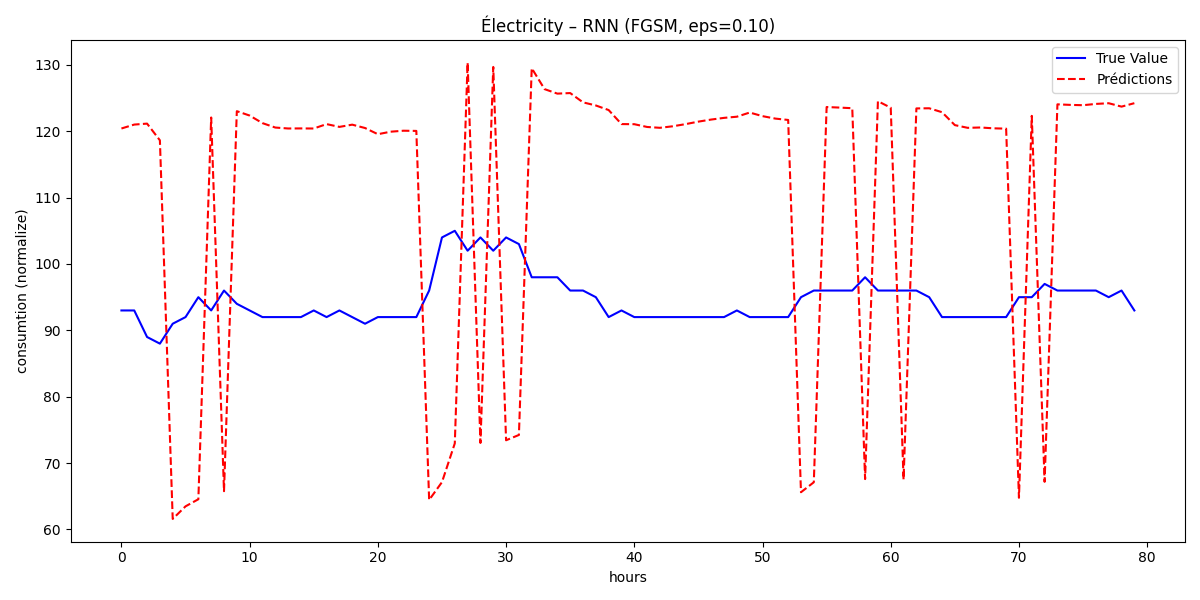 Électricity – RNN (FGSM, eps=0.10)
True Value
Prédictions
consumtion (normalize)
130
120
110
100
90
80
70
60
0 10 20 30 40 50 60 70 80
hours